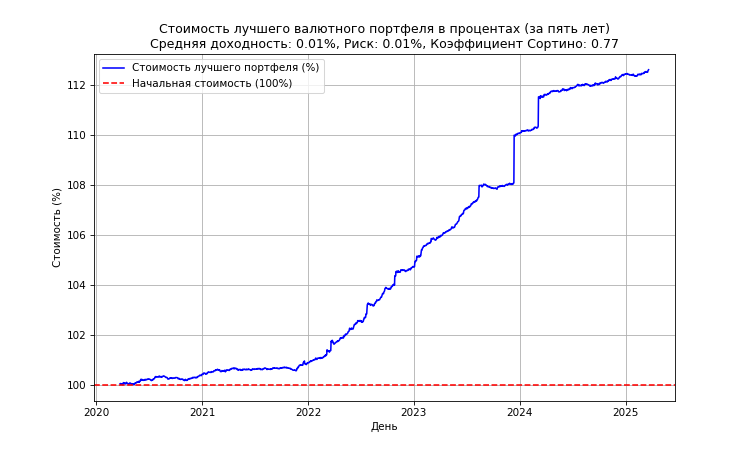 Стоимость лучшего валютного портфеля в процентах (за пять лет)
Средняя доходность: 0.01%, Риск: 0.01%, Коэффициент Сортино: 0.77
Стоимость лучшего портфеля (%)
Начальная стоимость (100%)
Стоимость (%)
112
110
108
106
104
102
100
2020
2021
2022
2023
2024
2025
День